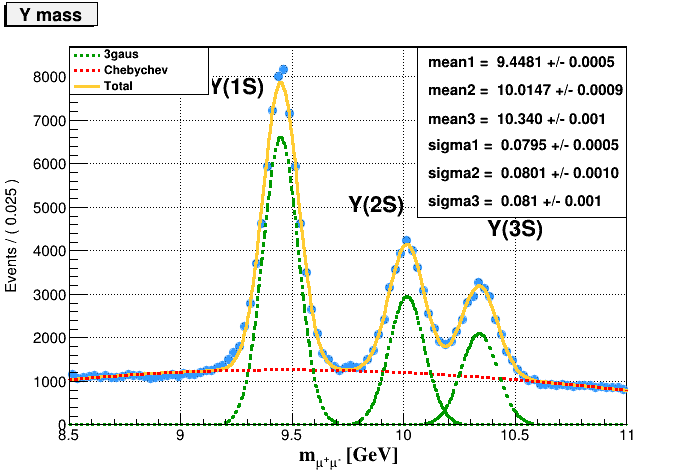 Y mass
3gaus
Chebychev
Total
Y(1S)
Y(2S)
Y(3S)
mean1 = 9.4481 +/- 0.0005
mean2 = 10.0147 +/- 0.0009
mean3 = 10.340 +/- 0.001
sigma1 = 0.0795 +/- 0.0005
sigma2 = 0.0801 +/- 0.0010
sigma3 = 0.081 +/- 0.001
Events / ( 0.025 )
8000
7000
6000
5000
4000
3000
2000
1000
0
8.5 9 9.5 10 10.5 11
mμ⁺μ⁻ [GeV]